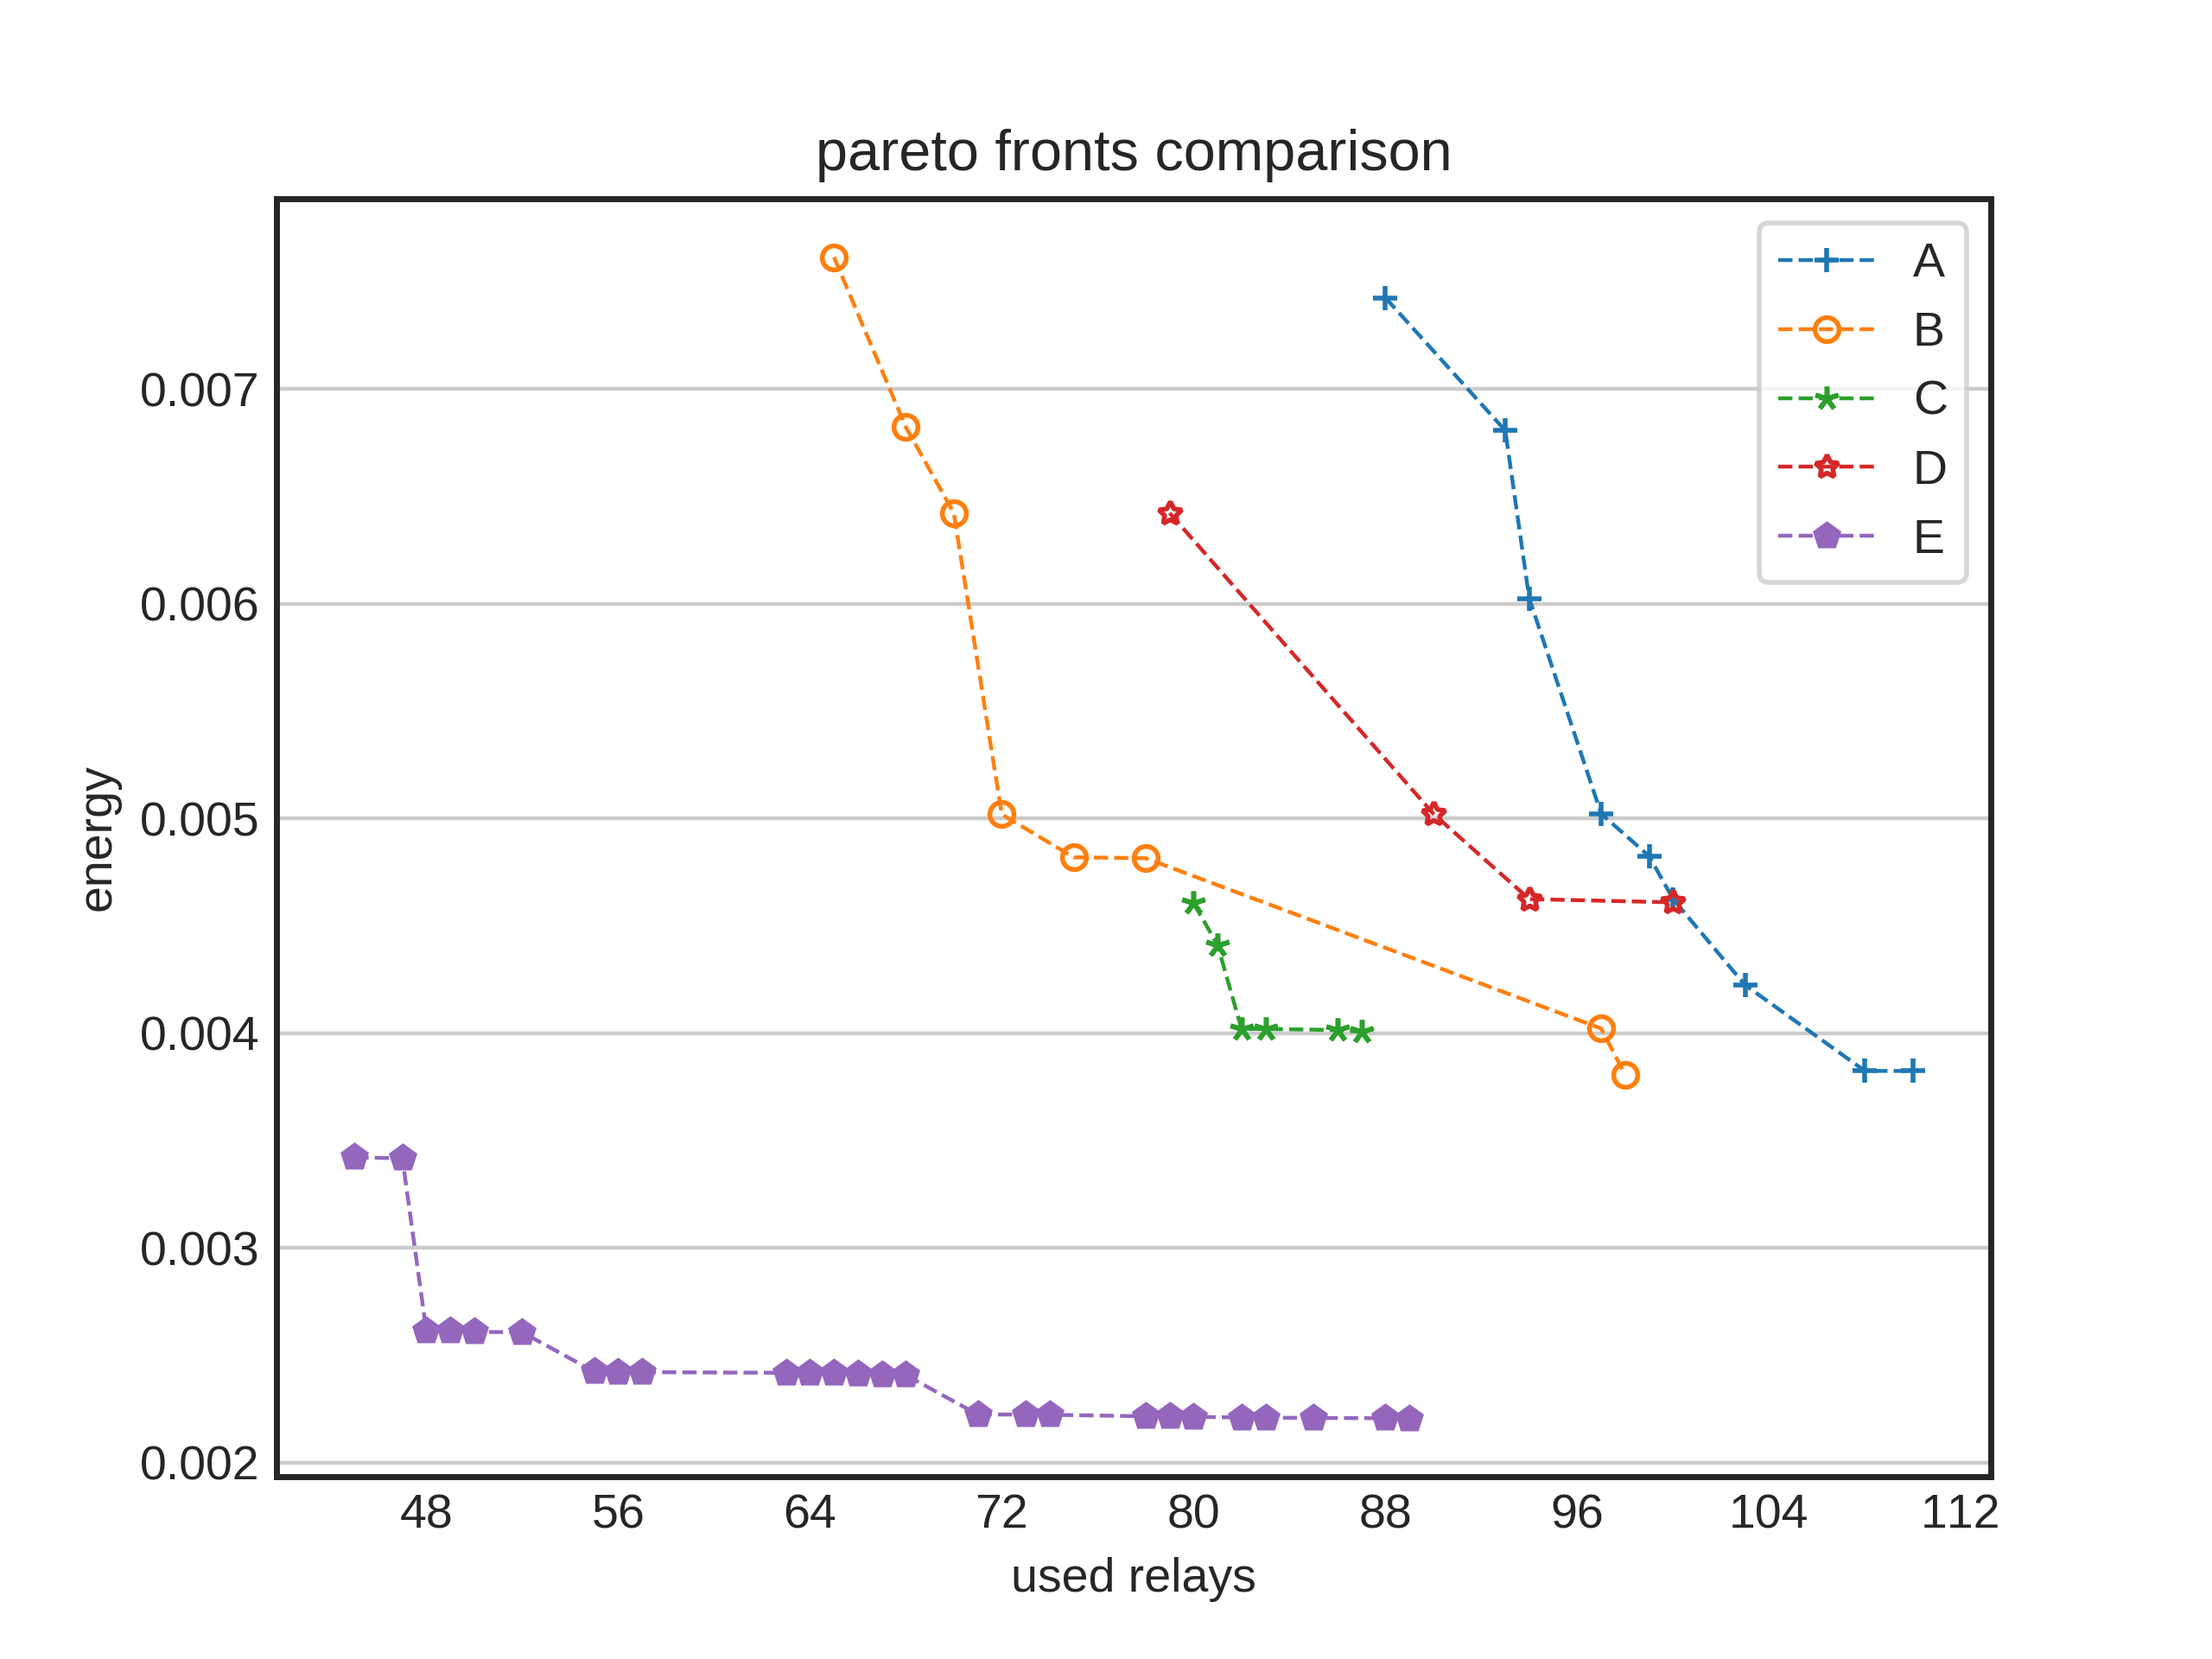 pareto fronts comparison
A
B
C
D
E
0.007
0.006
0.005
0.004
0.003
0.002
energy
48 56 64 72 80 88 96 104 112
used relays